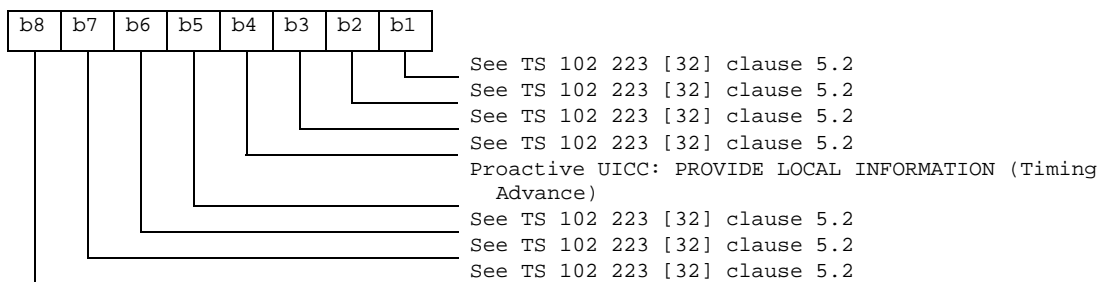 b8 b7 b6 b5 b4 b3 b2 b1
See TS 102 223 [32] clause 5.2
See TS 102 223 [32] clause 5.2
See TS 102 223 [32] clause 5.2
See TS 102 223 [32] clause 5.2
Proactive UICC: PROVIDE LOCAL INFORMATION (Timing
Advance)
See TS 102 223 [32] clause 5.2
See TS 102 223 [32] clause 5.2
See TS 102 223 [32] clause 5.2